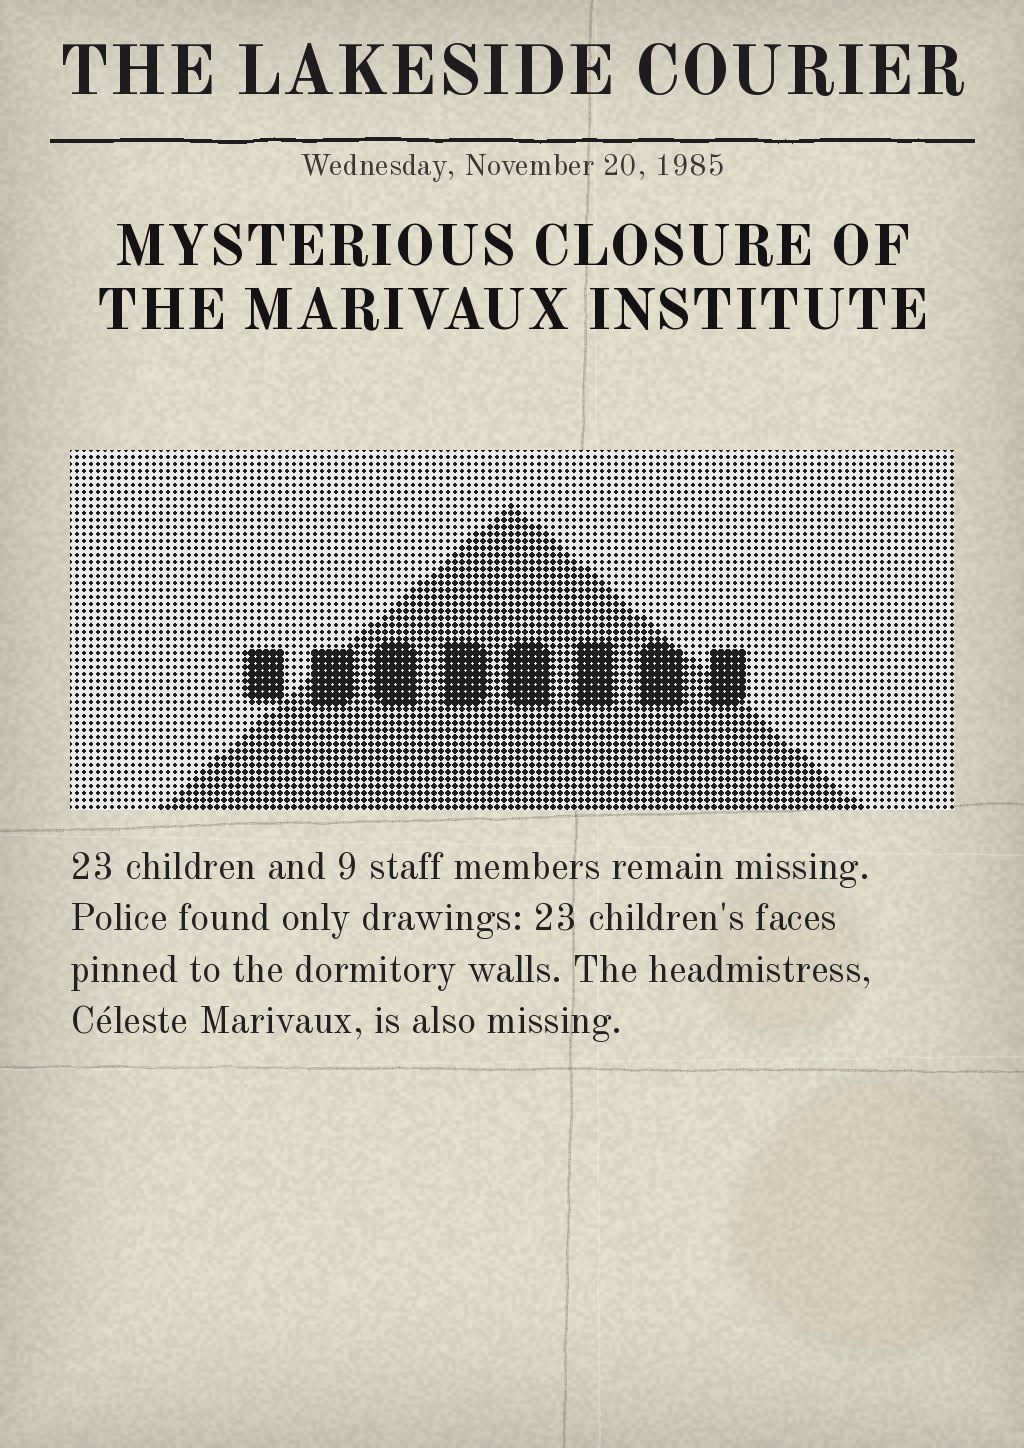 THE LAKESIDE COURIER
Wednesday, November 20, 1985
MYSTERIOUS CLOSURE OF
THE MARIVAUX INSTITUTE
23 children and 9 staff members remain missing.
Police found only drawings: 23 children's faces
pinned to the dormitory walls. The headmistress,
Céleste Marivaux, is also missing.